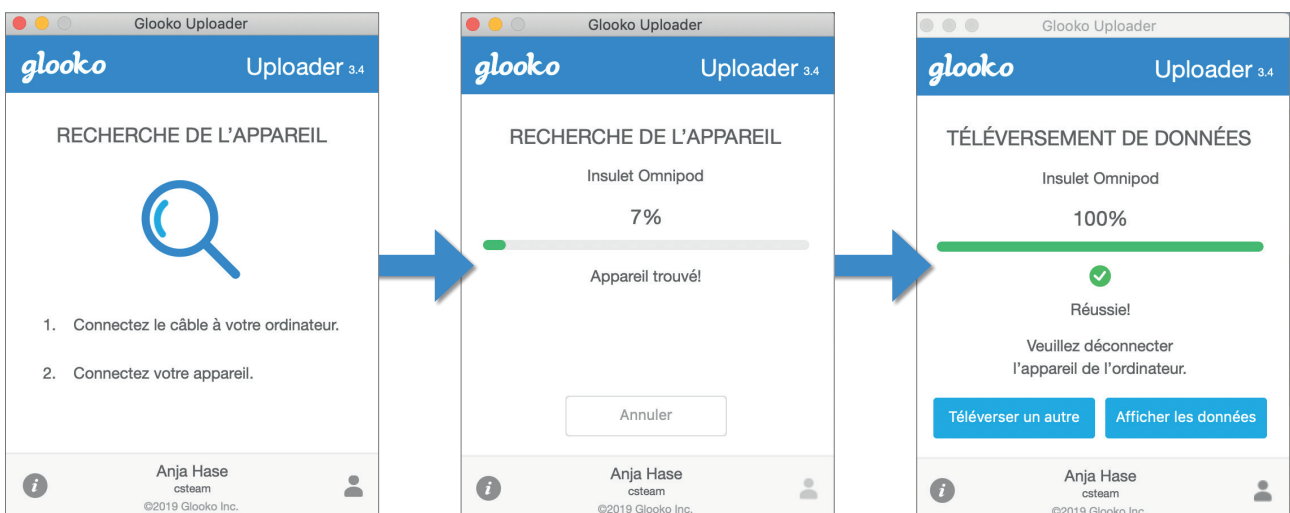 Glooko Uploader
glooko
Uploader 3.4
RECHERCHE DE L'APPAREIL
1. Connectez le câble à votre ordinateur.
2. Connectez votre appareil.
i
Anja Hase
csteam
©2019 Glooko Inc.
Glooko Uploader
glooko
Uploader 3.4
RECHERCHE DE L'APPAREIL
Insulet Omnipod
7%
Appareil trouvé!
Annuler
i
Anja Hase
csteam
©2019 Glooko Inc.
Glooko Uploader
glooko
Uploader 3.4
TÉLÉVERSEMENT DE DONNÉES
Insulet Omnipod
100%
Réussie!
Veuillez déconnecter
l'appareil de l'ordinateur.
Téléverser un autre
Afficher les données
i
Anja Hase
csteam
©2019 Glooko Inc.